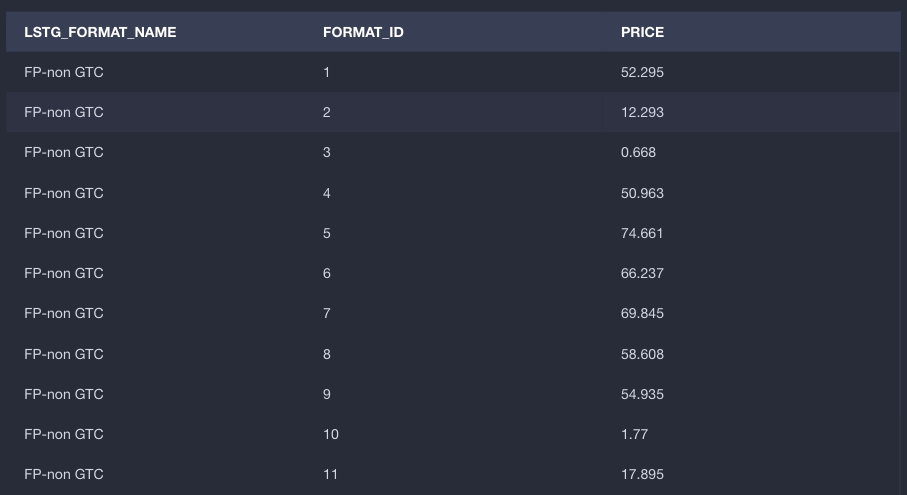 LSTG_FORMAT_NAME FORMAT_ID PRICE
FP-non GTC 1 52.295
FP-non GTC 2 12.293
FP-non GTC 3 0.668
FP-non GTC 4 50.963
FP-non GTC 5 74.661
FP-non GTC 6 66.237
FP-non GTC 7 69.845
FP-non GTC 8 58.608
FP-non GTC 9 54.935
FP-non GTC 10 1.77
FP-non GTC 11 17.895